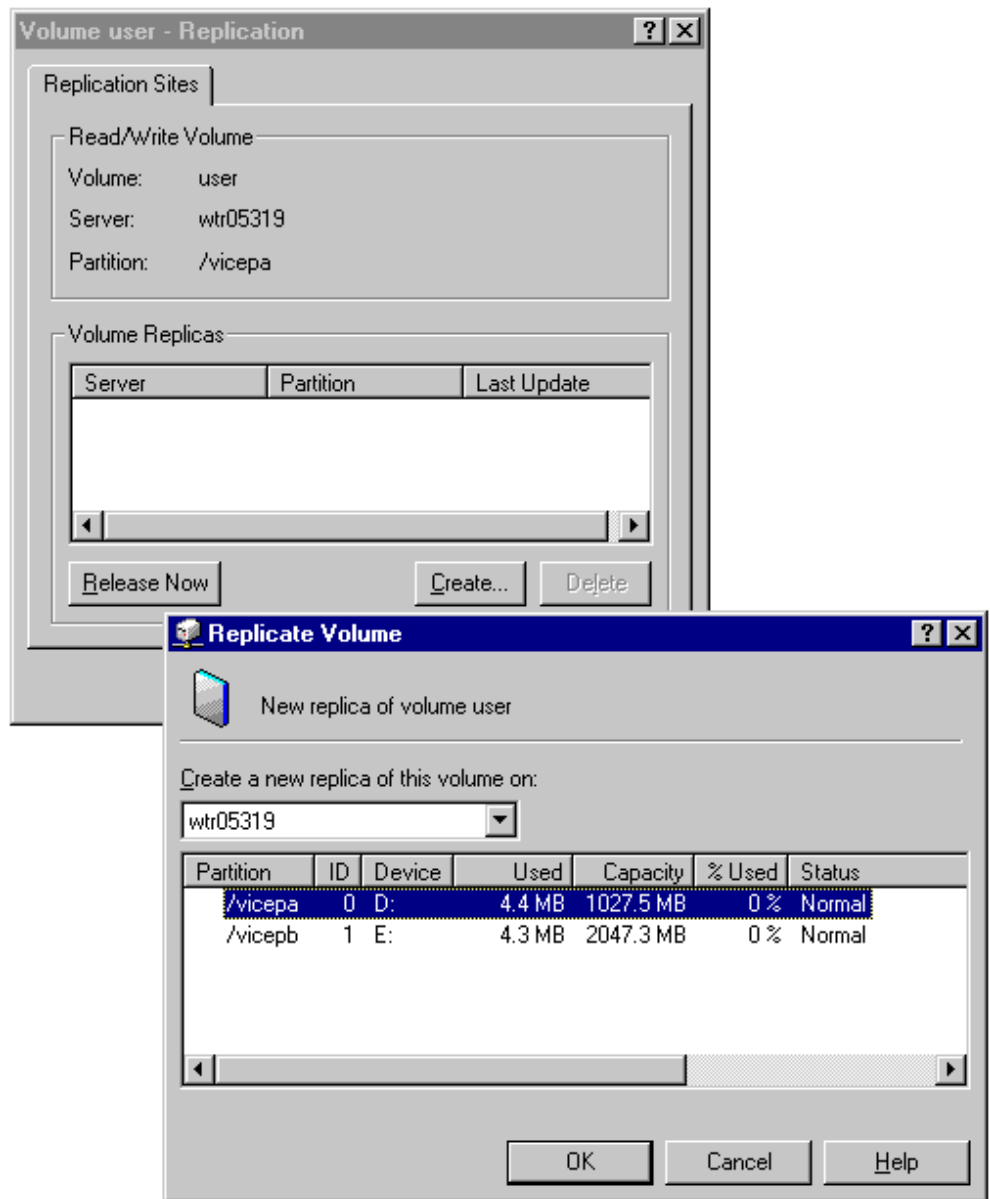 Volume user - Replication
Replication Sites
Read/Write Volume
Volume: user
Server: wtr05319
Partition: /vicepa
Volume Replicas
Server Partition Last Update
Release Now Create... Delete
Replicate Volume
New replica of volume user
Create a new replica of this volume on:
wtr05319
Partition ID Device Used Capacity % Used Status
/vicepa 0 D: 4.4 MB 1027.5 MB 0 % Normal
/vicepb 1 E: 4.3 MB 2047.3 MB 0 % Normal
OK Cancel Help